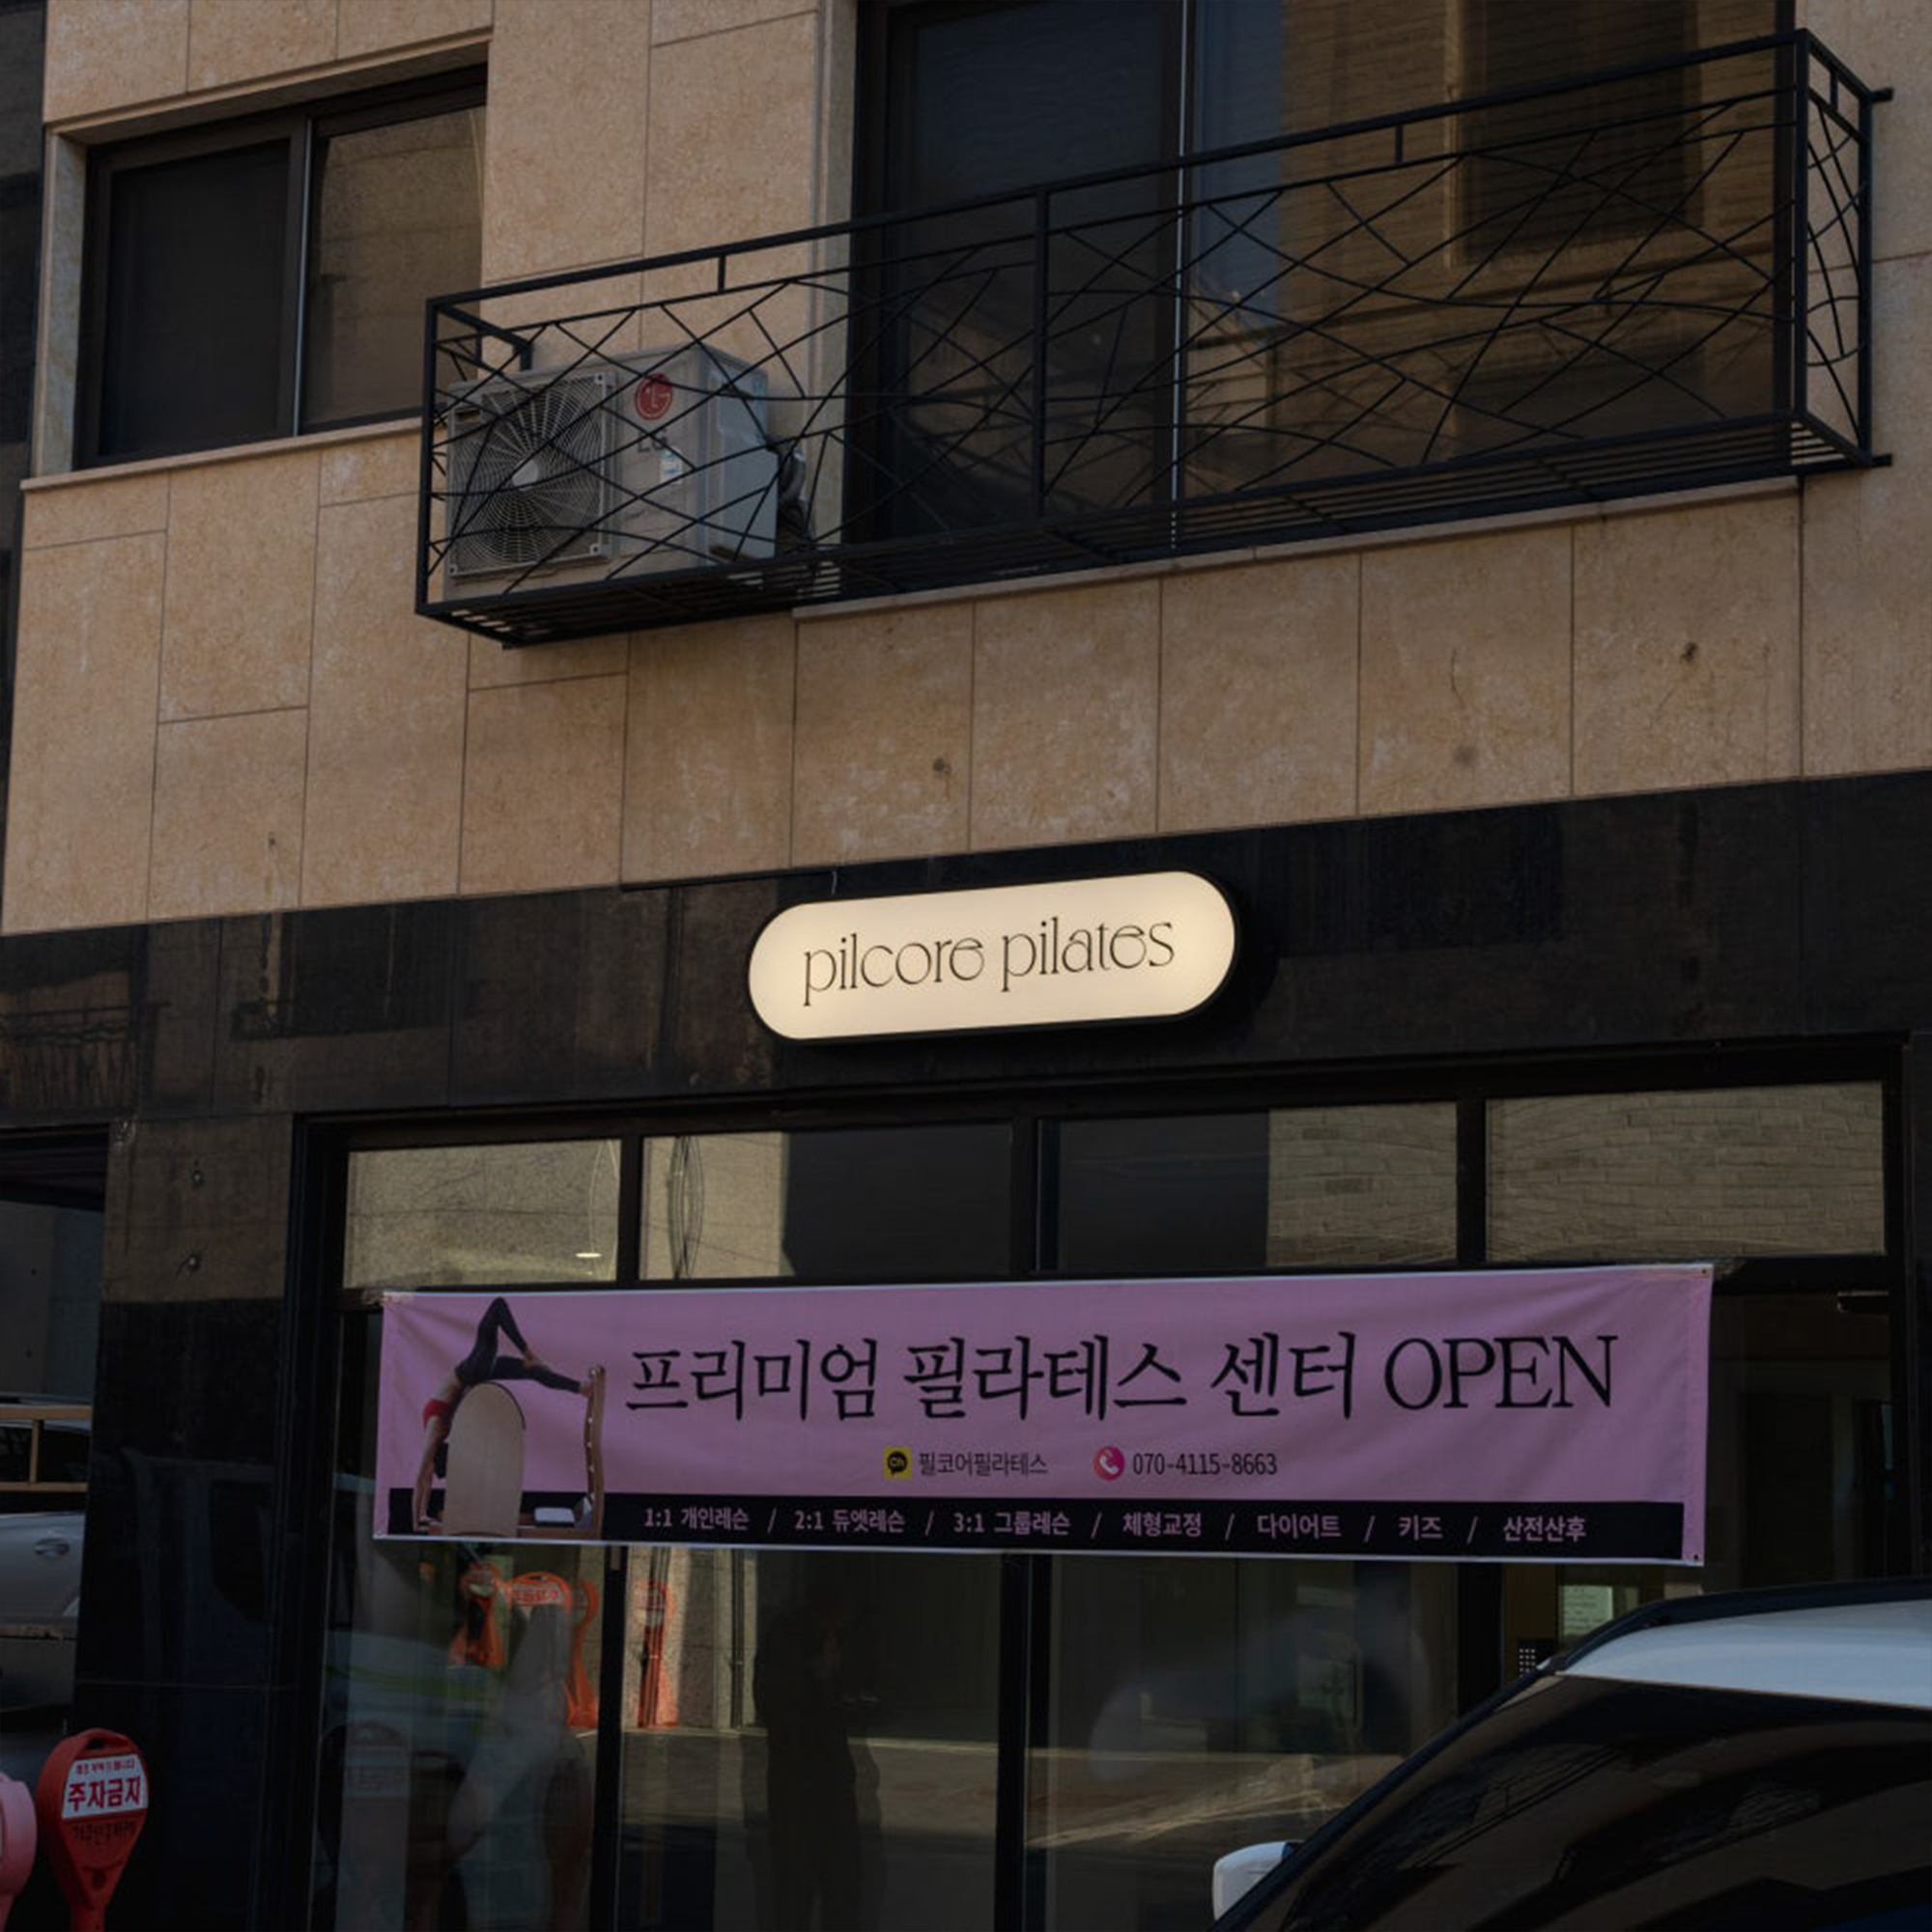 LG
pilcore pilates
프리미엄 필라테스 센터 OPEN
Ch 필코어필라테스 070-4115-8663
1:1 개인레슨 / 2:1 듀엣레슨 / 3:1 그룹레슨 / 체형교정 / 다이어트 / 키즈 / 산전산후
주차금지